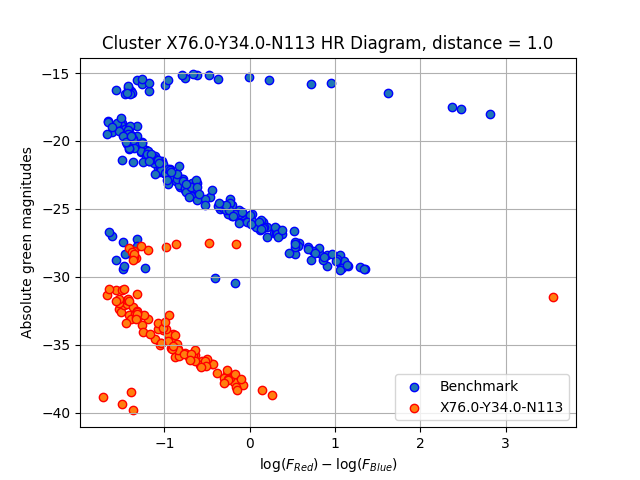 Cluster X76.0-Y34.0-N113 HR Diagram, distance = 1.0
Absolute green magnitudes
−15
−20
−25
−30
−35
−40
−1
0
1
2
3
log(F_Red) − log(F_Blue)
Benchmark
X76.0-Y34.0-N113